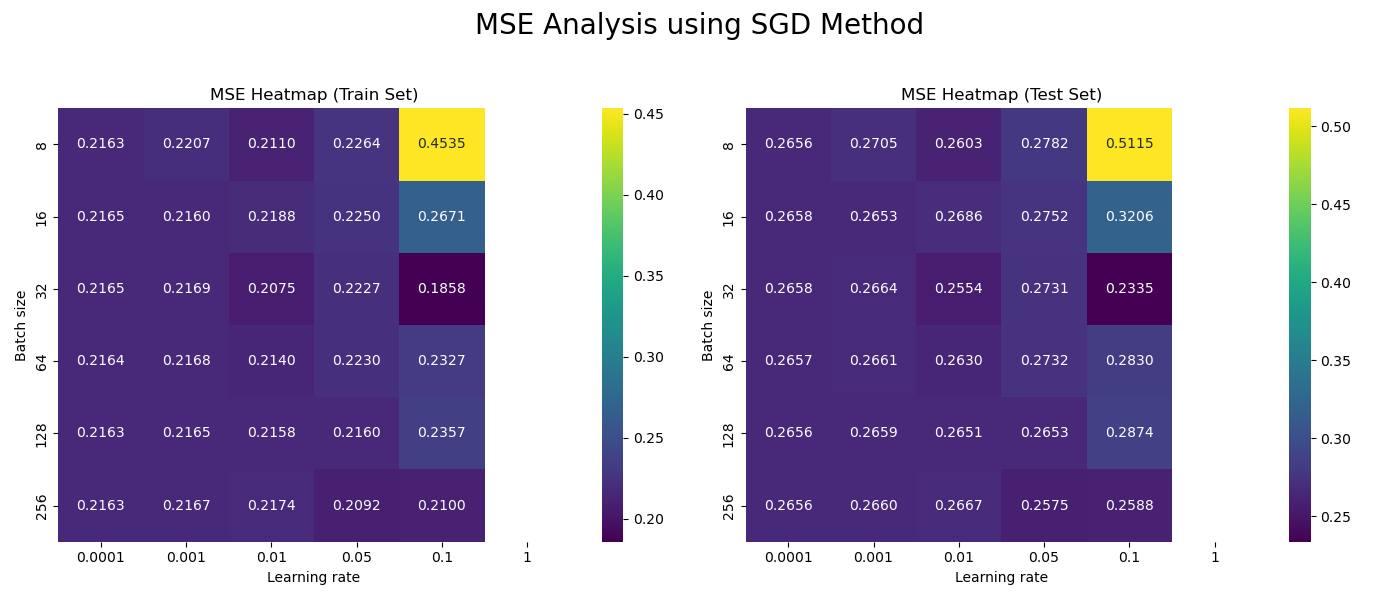 MSE Analysis using SGD Method
MSE Heatmap (Train Set)
Batch size
8 0.2163 0.2207 0.2110 0.2264 0.4535
16 0.2165 0.2160 0.2188 0.2250 0.2671
32 0.2165 0.2169 0.2075 0.2227 0.1858
64 0.2164 0.2168 0.2140 0.2230 0.2327
128 0.2163 0.2165 0.2158 0.2160 0.2357
256 0.2163 0.2167 0.2174 0.2092 0.2100
0.0001 0.001 0.01 0.05 0.1 1
Learning rate
0.45
0.40
0.35
0.30
0.25
0.20
MSE Heatmap (Test Set)
Batch size
8 0.2656 0.2705 0.2603 0.2782 0.5115
16 0.2658 0.2653 0.2686 0.2752 0.3206
32 0.2658 0.2664 0.2554 0.2731 0.2335
64 0.2657 0.2661 0.2630 0.2732 0.2830
128 0.2656 0.2659 0.2651 0.2653 0.2874
256 0.2656 0.2660 0.2667 0.2575 0.2588
0.0001 0.001 0.01 0.05 0.1 1
Learning rate
0.50
0.45
0.40
0.35
0.30
0.25